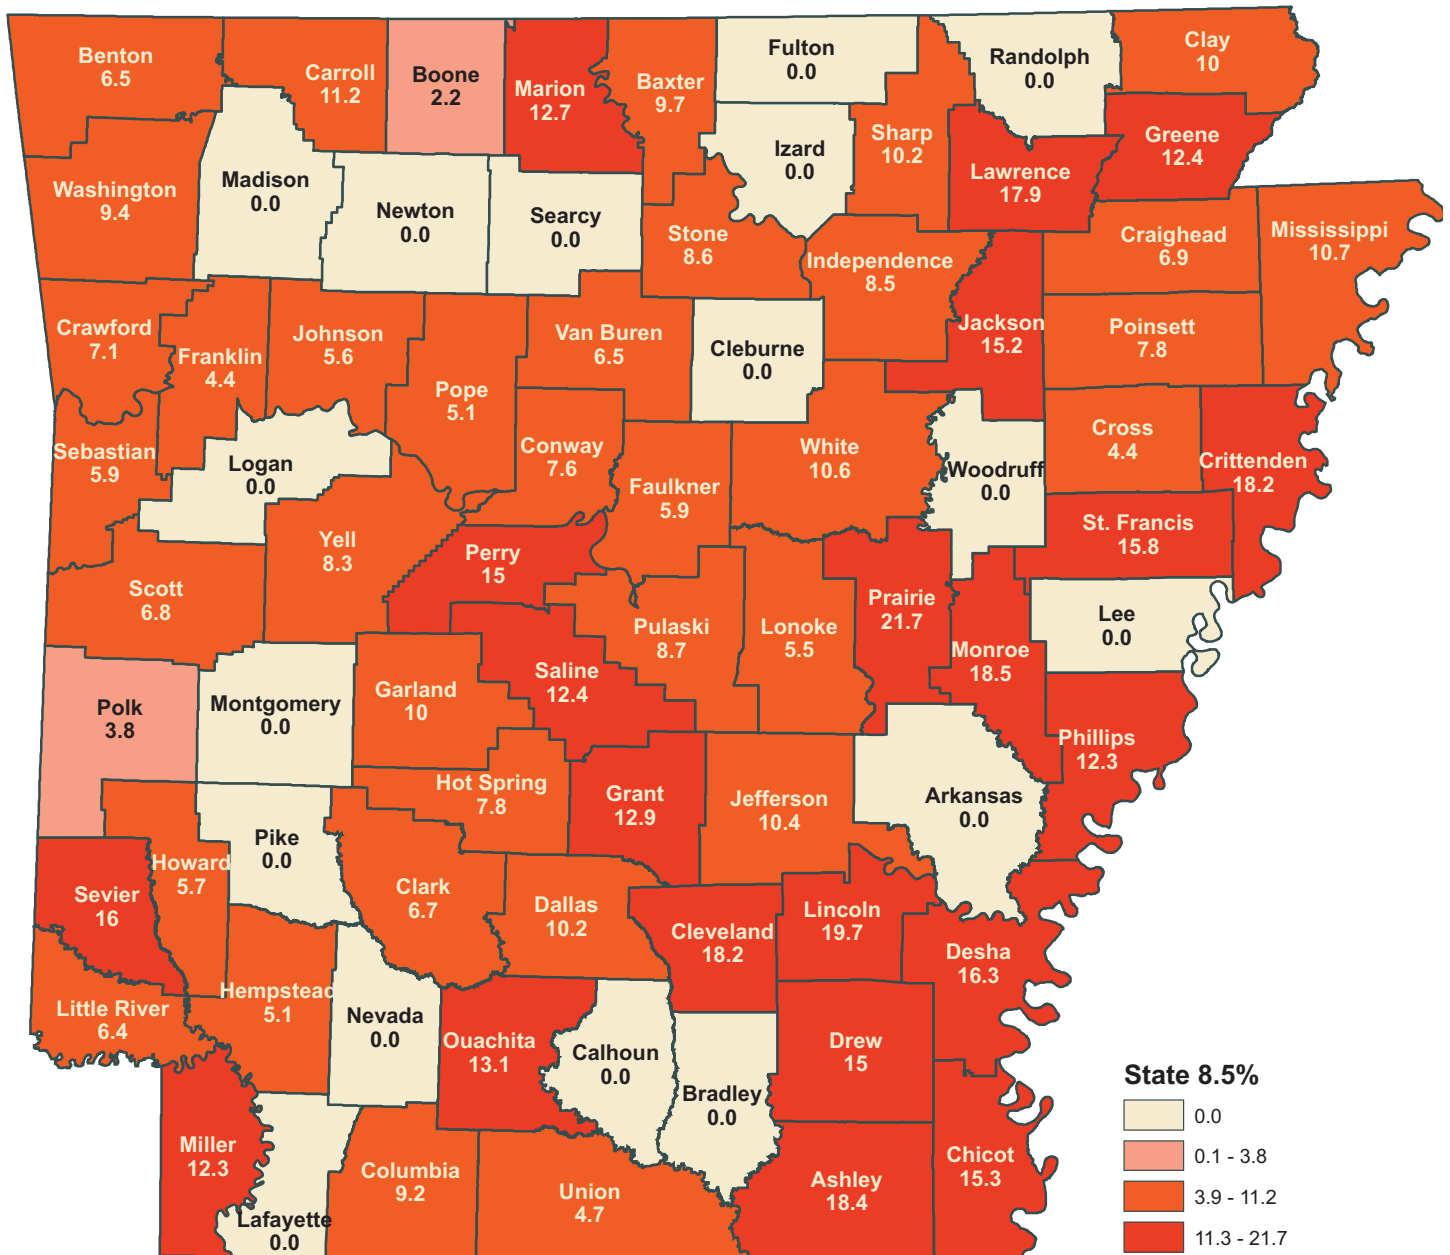 Benton
6.5
Carroll
11.2
Boone
2.2
Marion
12.7
Baxter
9.7
Fulton
0.0
Randolph
0.0
Clay
10
Washington
9.4
Madison
0.0
Newton
0.0
Searcy
0.0
Stone
8.6
Izard
0.0
Sharp
10.2
Lawrence
17.9
Greene
12.4
Independence
8.5
Craighead
6.9
Mississippi
10.7
Crawford
7.1
Franklin
4.4
Johnson
5.6
Pope
5.1
Van Buren
6.5
Cleburne
0.0
Jackson
15.2
Poinsett
7.8
Sebastian
5.9
Logan
0.0
Conway
7.6
Faulkner
5.9
White
10.6
Woodruff
0.0
Cross
4.4
Crittenden
18.2
Scott
6.8
Yell
8.3
Perry
15
Pulaski
8.7
Lonoke
5.5
Prairie
21.7
Monroe
18.5
St. Francis
15.8
Lee
0.0
Polk
3.8
Montgomery
0.0
Garland
10
Saline
12.4
Hot Spring
7.8
Grant
12.9
Jefferson
10.4
Arkansas
0.0
Phillips
12.3
Sevier
16
Howard
5.7
Pike
0.0
Clark
6.7
Dallas
10.2
Cleveland
18.2
Lincoln
19.7
Desha
16.3
Little River
6.4
Hempstead
5.1
Nevada
0.0
Ouachita
13.1
Calhoun
0.0
Bradley
0.0
Drew
15
Miller
12.3
Lafayette
0.0
Columbia
9.2
Union
4.7
Ashley
18.4
Chicot
15.3
State 8.5%
0.0
0.1 - 3.8
3.9 - 11.2
11.3 - 21.7